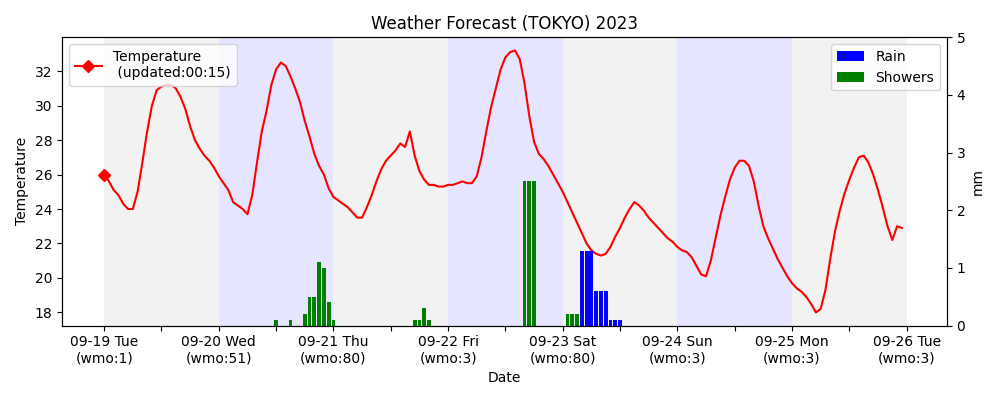 Weather Forecast (TOKYO) 2023
Temperature
(updated:00:15)
Rain
Showers
Temperature
32
30
28
26
24
22
20
18
5
4
3
2
1
0
mm
09-19 Tue 09-20 Wed 09-21 Thu 09-22 Fri 09-23 Sat 09-24 Sun 09-25 Mon 09-26 Tue
(wmo:1) (wmo:51) (wmo:80) (wmo:3) (wmo:80) (wmo:3) (wmo:3) (wmo:3)
Date